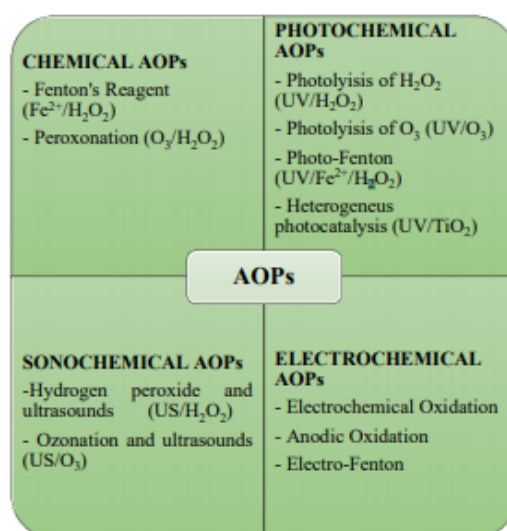 CHEMICAL AOPs
- Fenton's Reagent
(Fe²⁺/H₂O₂)
- Peroxonation (O₃/H₂O₂)
PHOTOCHEMICAL
AOPs
- Photolyisis of H₂O₂
(UV/H₂O₂)
- Photolyisis of O₃ (UV/O₃)
- Photo-Fenton
(UV/Fe²⁺/H₂O₂)
- Heterogeneus
photocatalysis (UV/TiO₂)
AOPs
SONOCHEMICAL AOPs
-Hydrogen peroxide and
ultrasounds (US/H₂O₂)
- Ozonation and ultrasounds
(US/O₃)
ELECTROCHEMICAL
AOPs
- Electrochemical Oxidation
- Anodic Oxidation
- Electro-Fenton